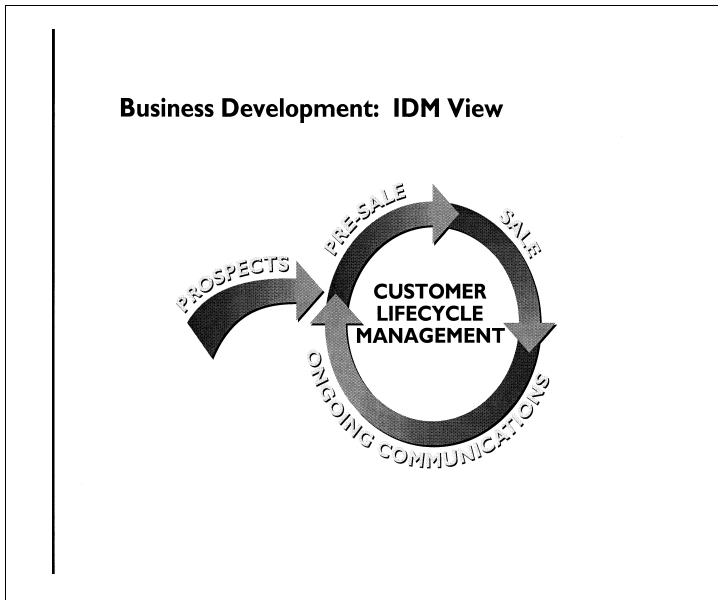 Business Development: IDM View
PROSPECTS
PRE-SALE
SALE
CUSTOMER
LIFECYCLE
MANAGEMENT
ONGOING COMMUNICATIONS